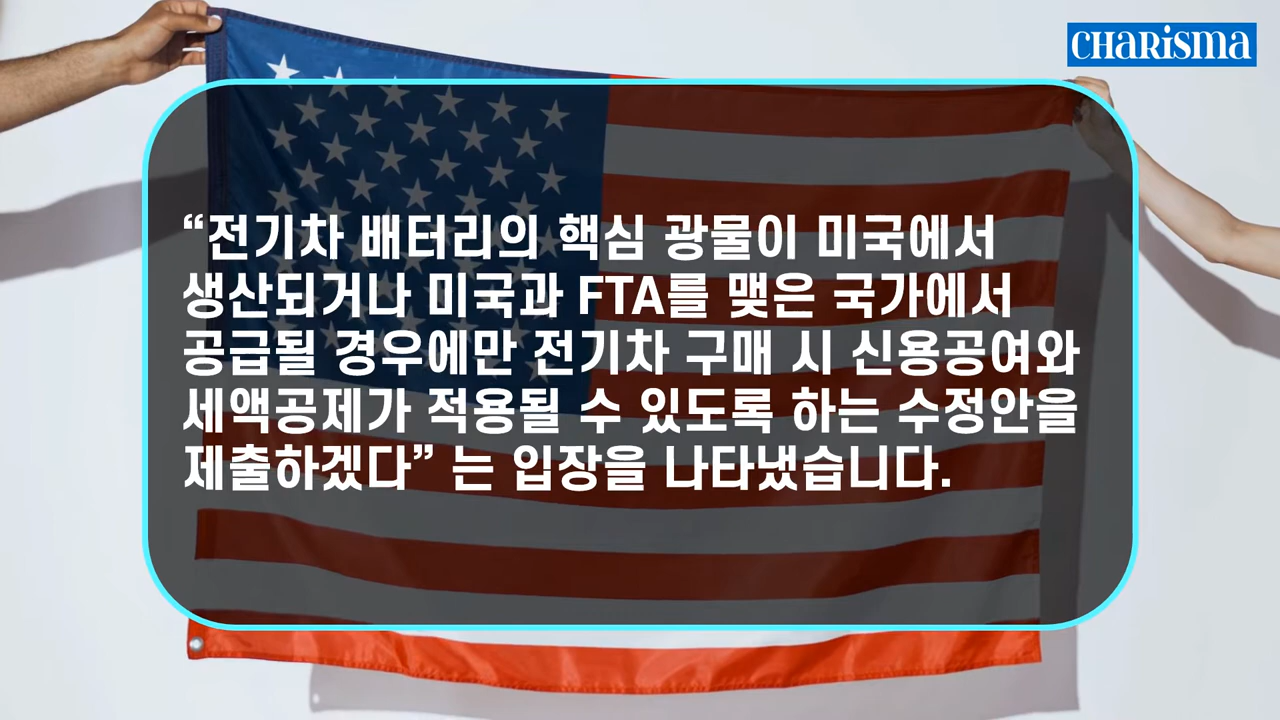 CHARISMA
“전기차 배터리의 핵심 광물이 미국에서
생산되거나 미국과 FTA를 맺은 국가에서
공급될 경우에만 전기차 구매 시 신용공여와
세액공제가 적용될 수 있도록 하는 수정안을
제출하겠다” 는 입장을 나타냈습니다.